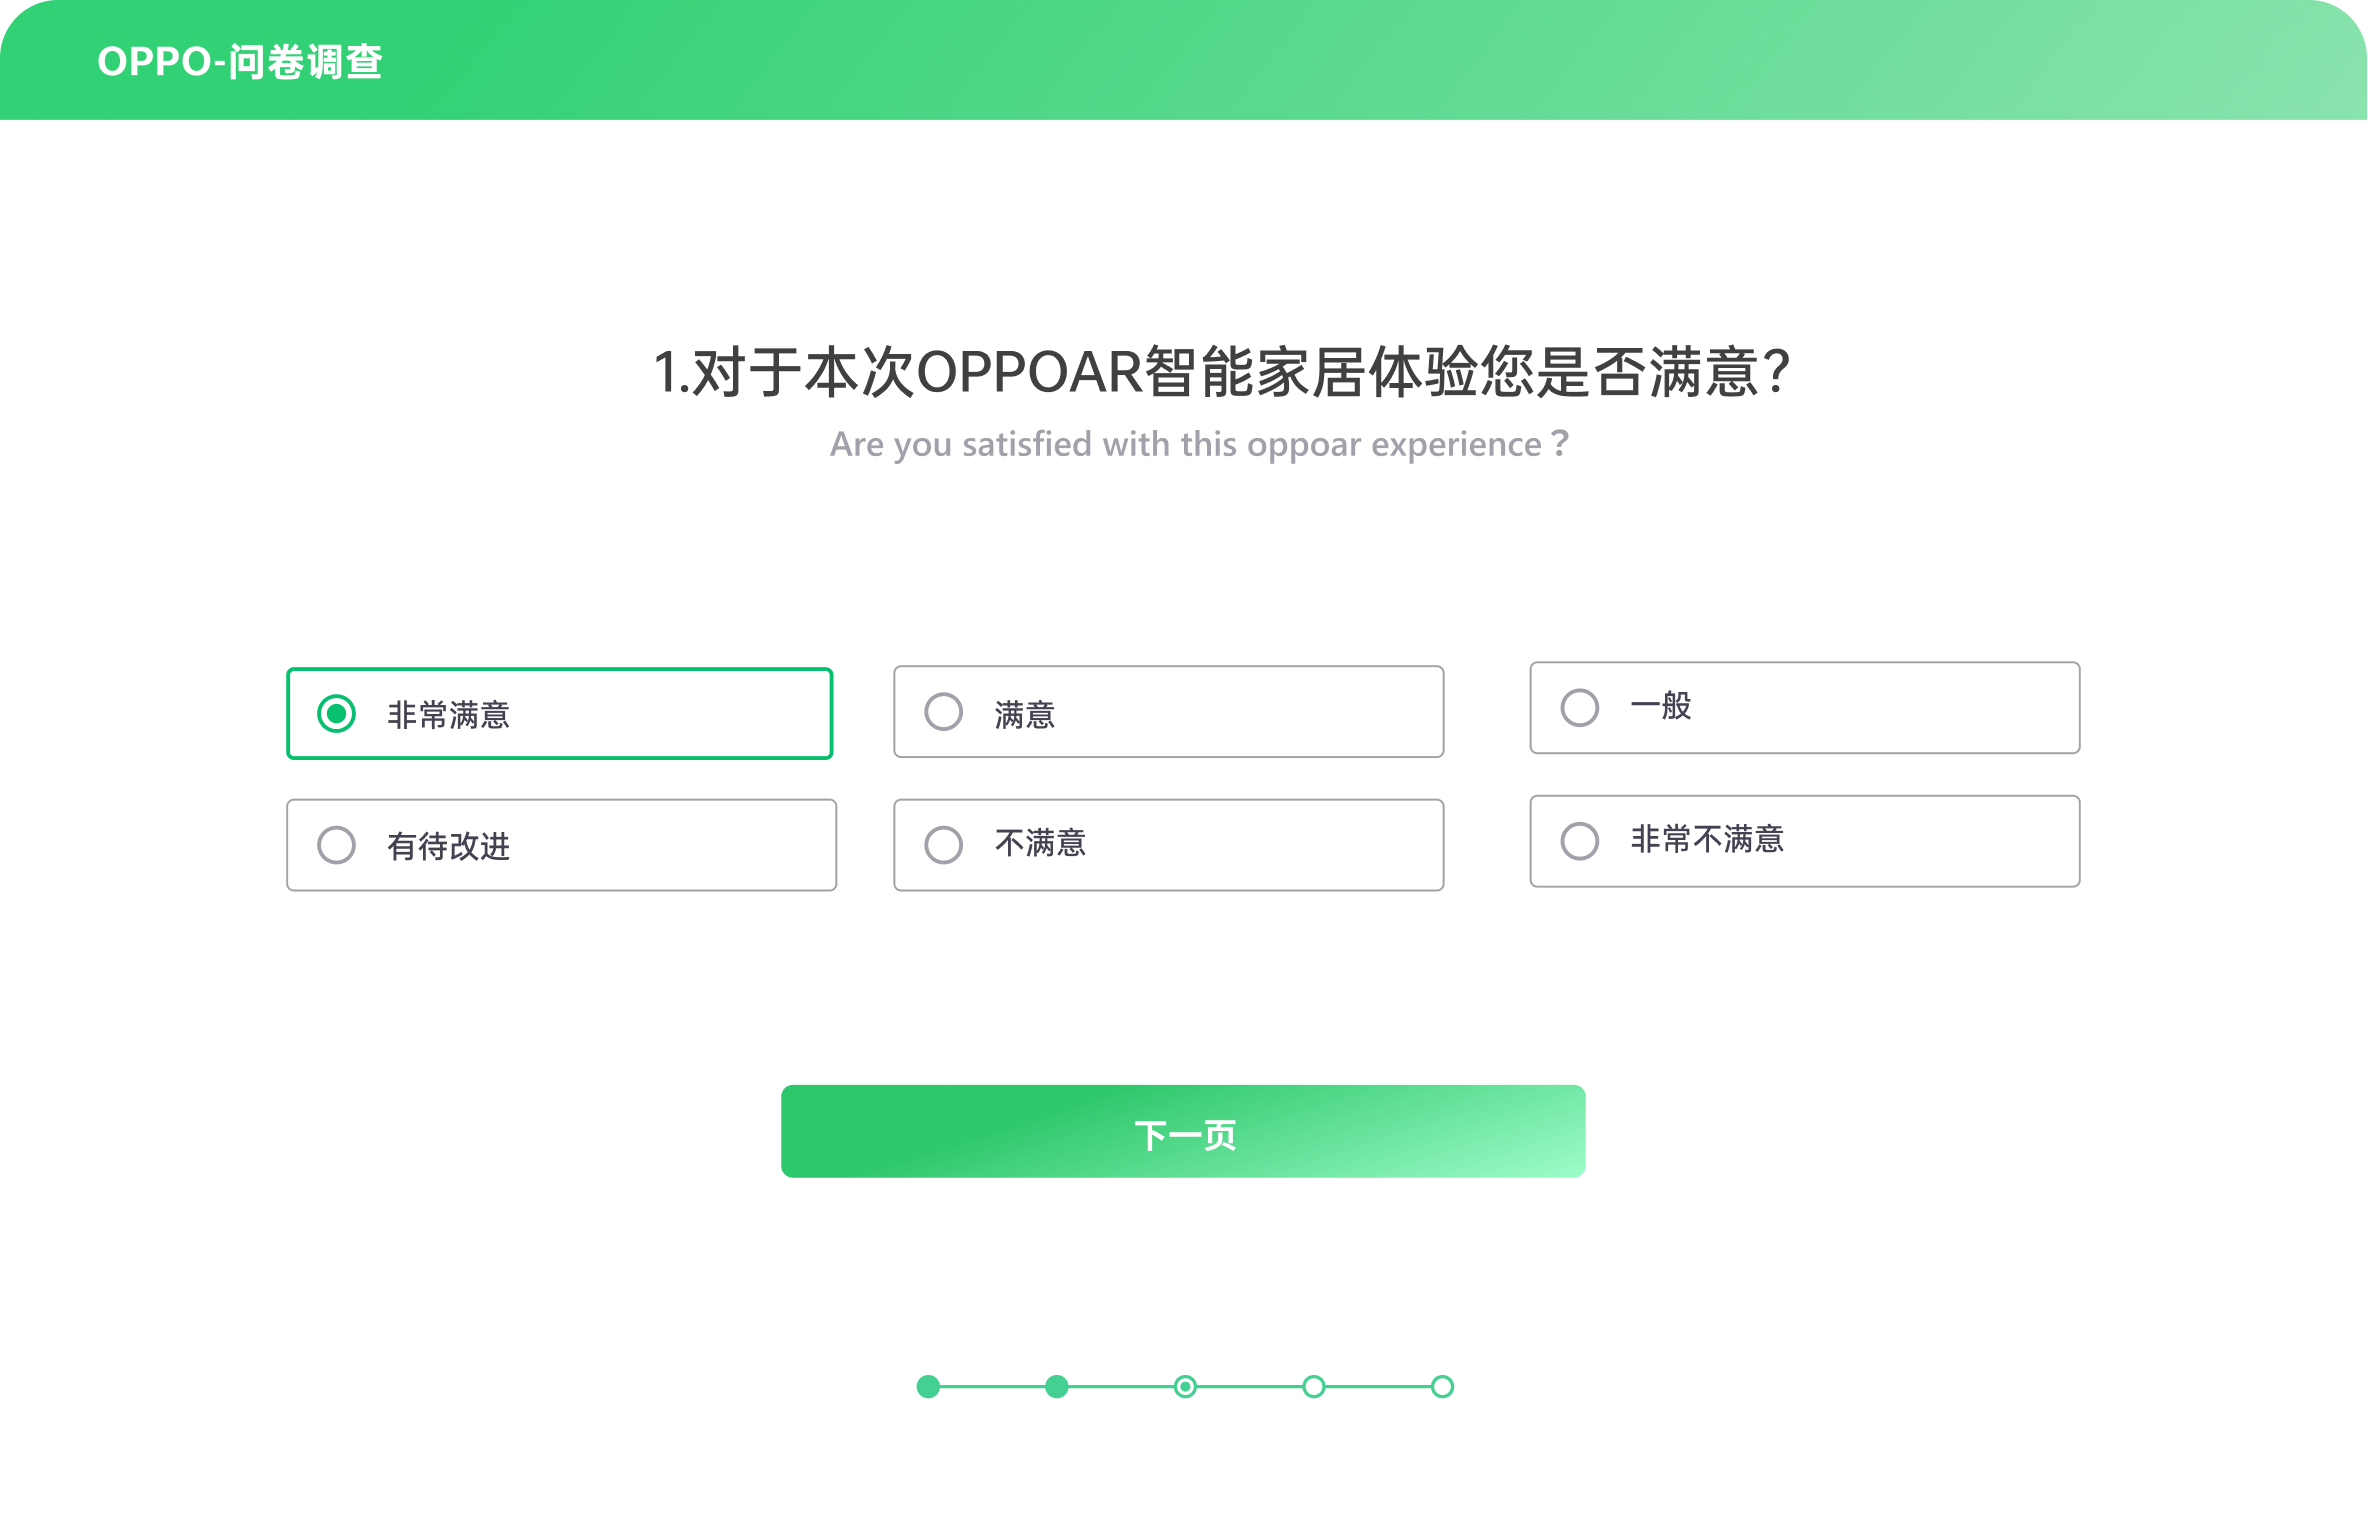 OPPO-问卷调查
1.对于本次OPPOAR智能家居体验您是否满意？
Are you satisfied with this oppoar experience？
非常满意
满意
一般
有待改进
不满意
非常不满意
下一页